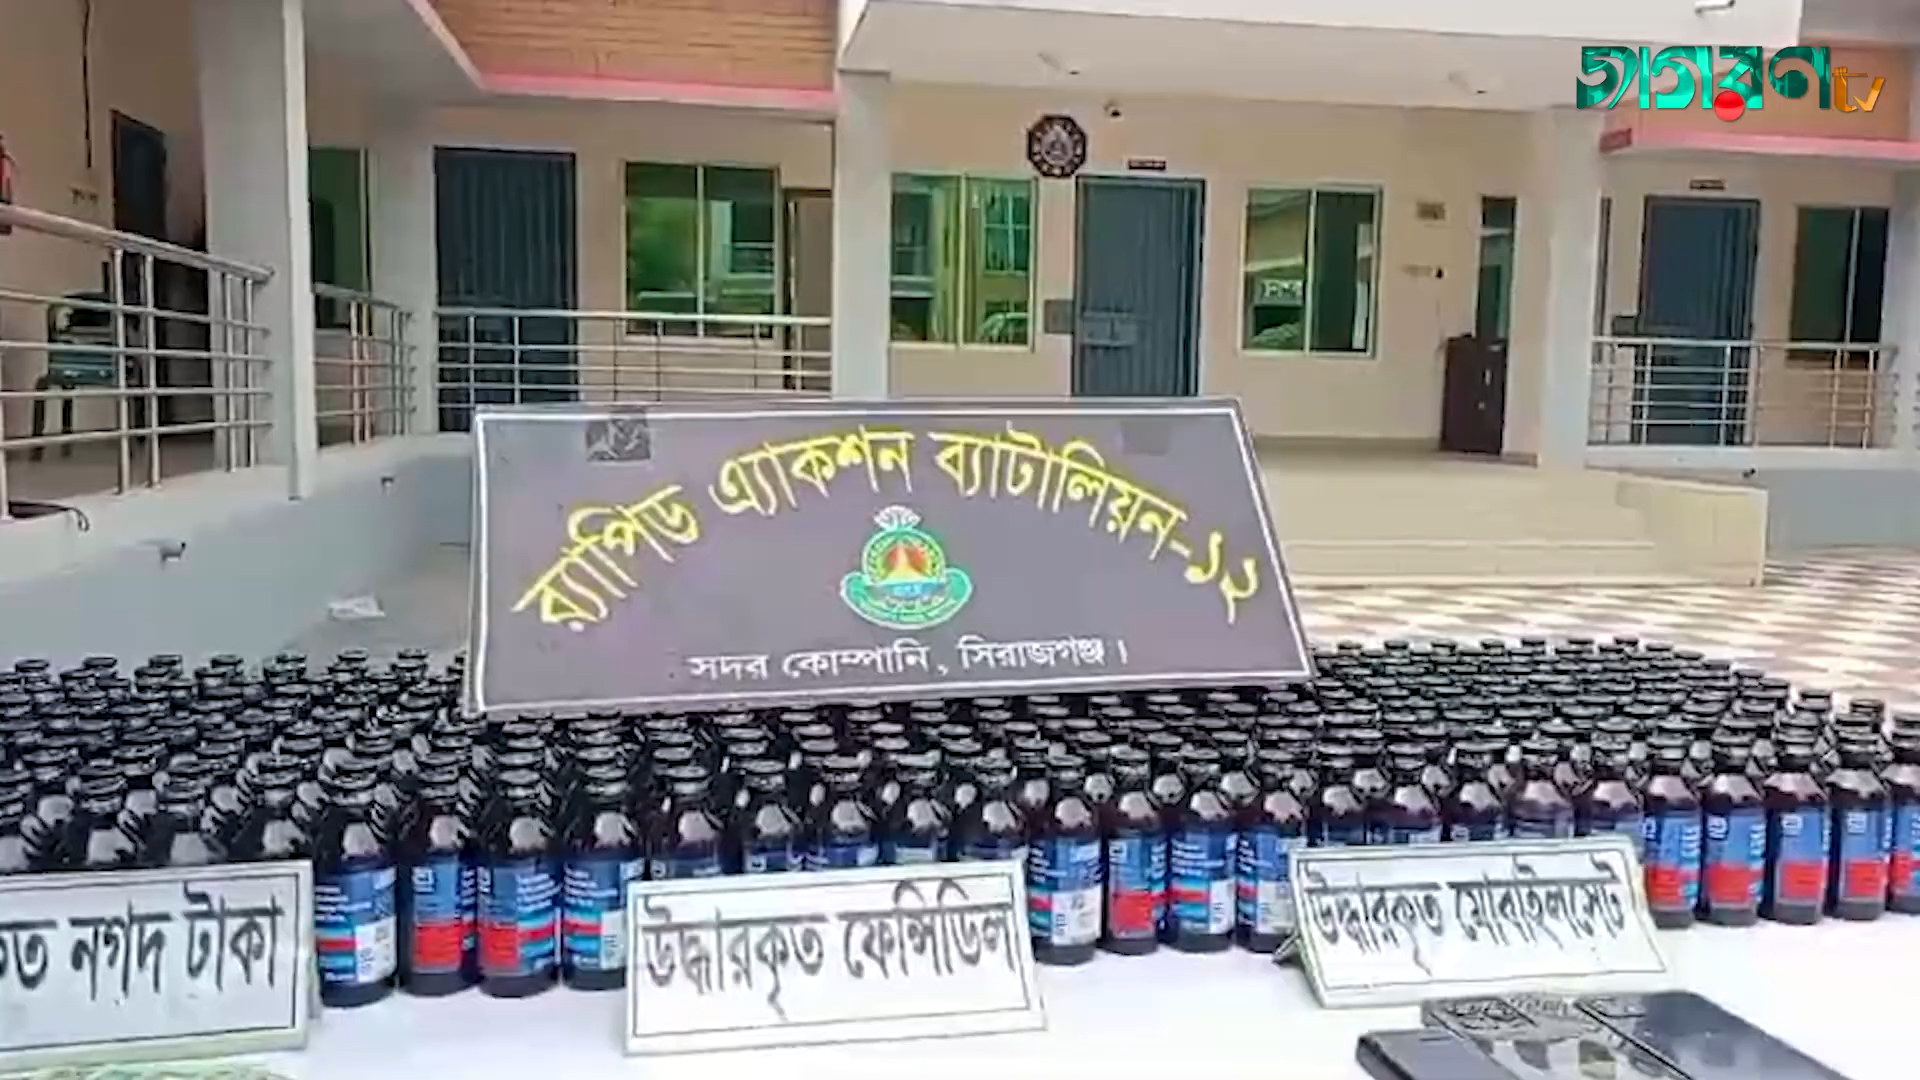 জাগরণ tv
র‍্যাপিড এ্যাকশন ব্যাটালিয়ন-১২
সদর কোম্পানি, সিরাজগঞ্জ।
নগদ টাকা
উদ্ধারকৃত ফেন্সিডিল
উদ্ধারকৃত মোবাইলসেট